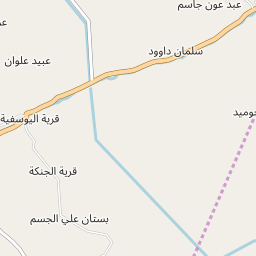 عبد عون جاسم
سلمان داوود
عبيد علوان
قرية اليوسفية
قرية الجنكة
بستان علي الجسم